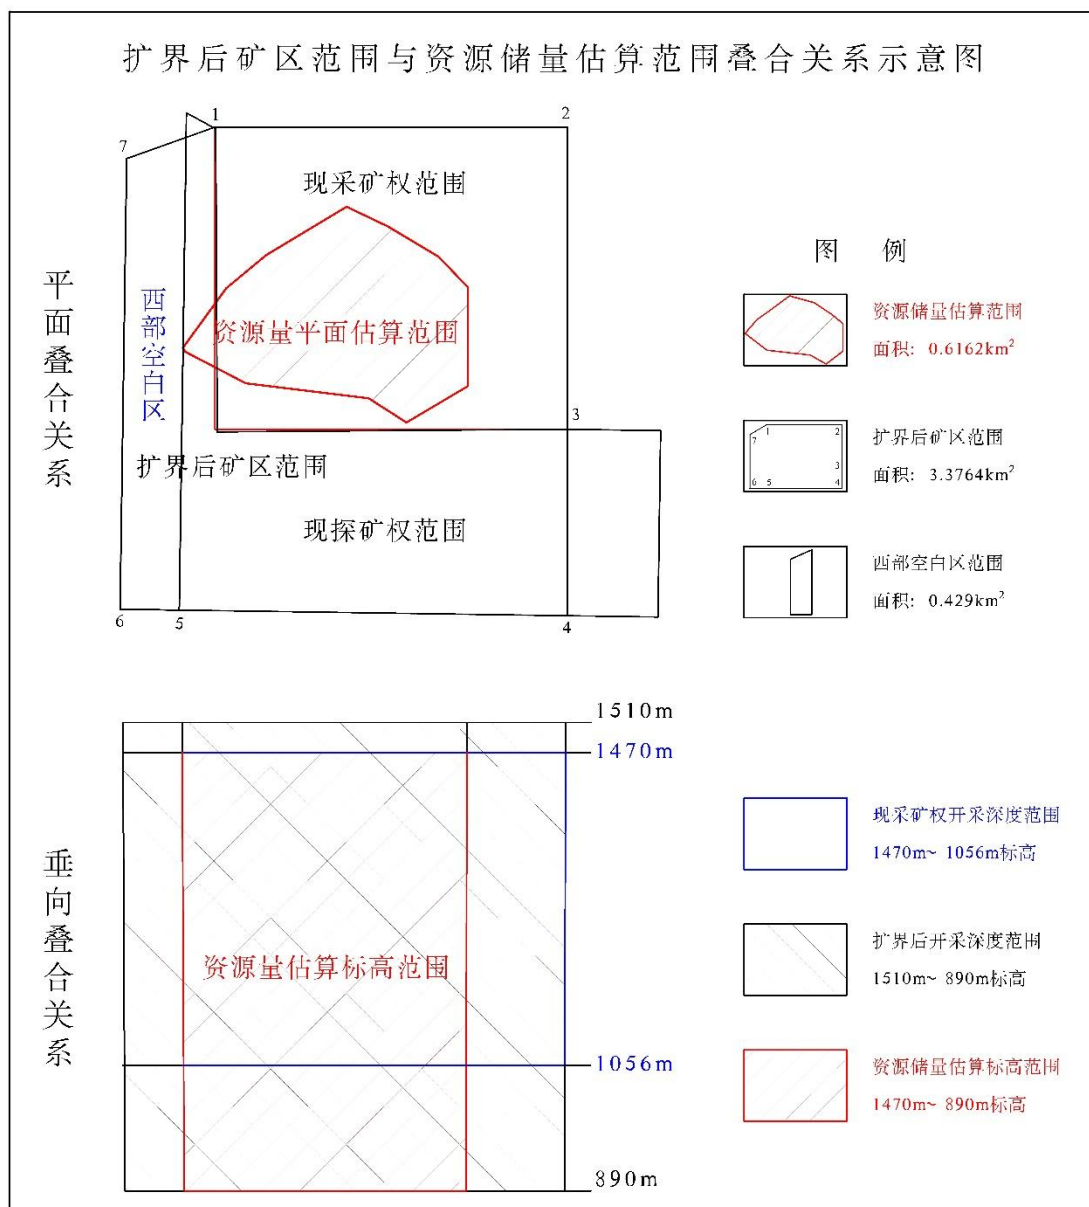 扩界后矿区范围与资源储量估算范围叠合关系示意图
平面叠合关系
1
2
7
现采矿权范围
西部空白区
资源量平面估算范围
3
扩界后矿区范围
现探矿权范围
6
5
4
图 例
资源储量估算范围
面积: 0.6162km²
1
2
7
3
6
5
4
扩界后矿区范围
面积: 3.3764km²
西部空白区范围
面积: 0.429km²
垂向叠合关系
1510m
1470m
资源量估算标高范围
1056m
890m
现采矿权开采深度范围
1470m~ 1056m标高
扩界后开采深度范围
1510m~ 890m标高
资源储量估算标高范围
1470m~ 890m标高